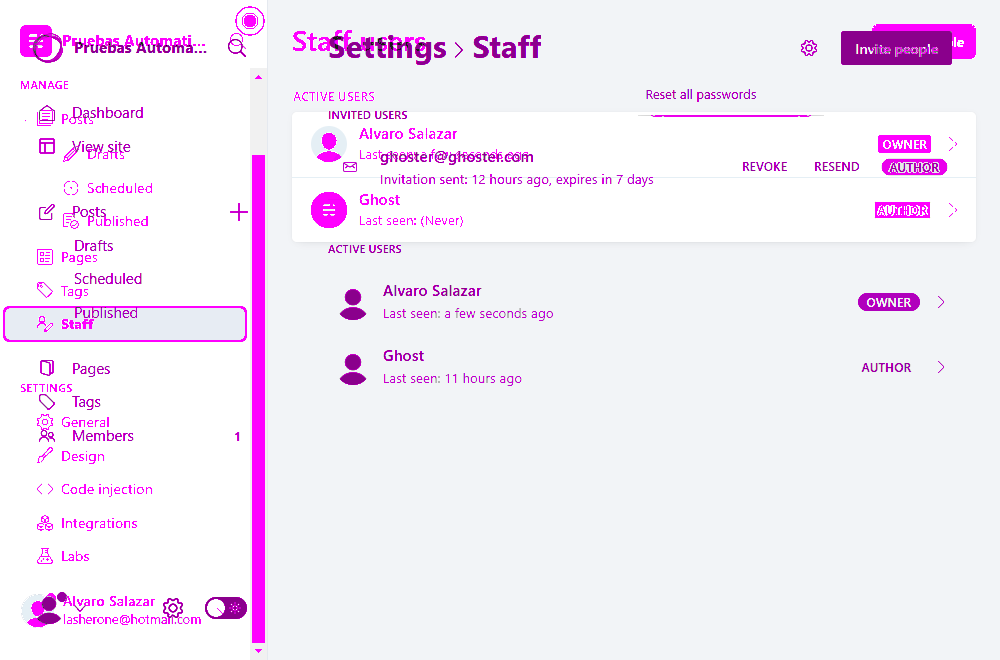 Pruebas Automati...
Pruebas Automa...
MANAGE
Dashboard
Posts
View site
Drafts
Scheduled
Posts
Published
Drafts
Pages
Scheduled
Tags
Published
Staff
Pages
SETTINGS
Tags
General
Members 1
Design
Code injection
Integrations
Labs
Alvaro Salazar
lasherone@hotmail.com
Staff users
Settings > Staff
Invite people
ACTIVE USERS
Reset all passwords
INVITED USERS
Alvaro Salazar
OWNER
Last seen: a few seconds ago
ghoster@ghoster.com
REVOKE RESEND AUTHOR
Invitation sent: 12 hours ago, expires in 7 days
Ghost
AUTHOR
Last seen: (Never)
ACTIVE USERS
Alvaro Salazar
OWNER
Last seen: a few seconds ago
Ghost
AUTHOR
Last seen: 11 hours ago